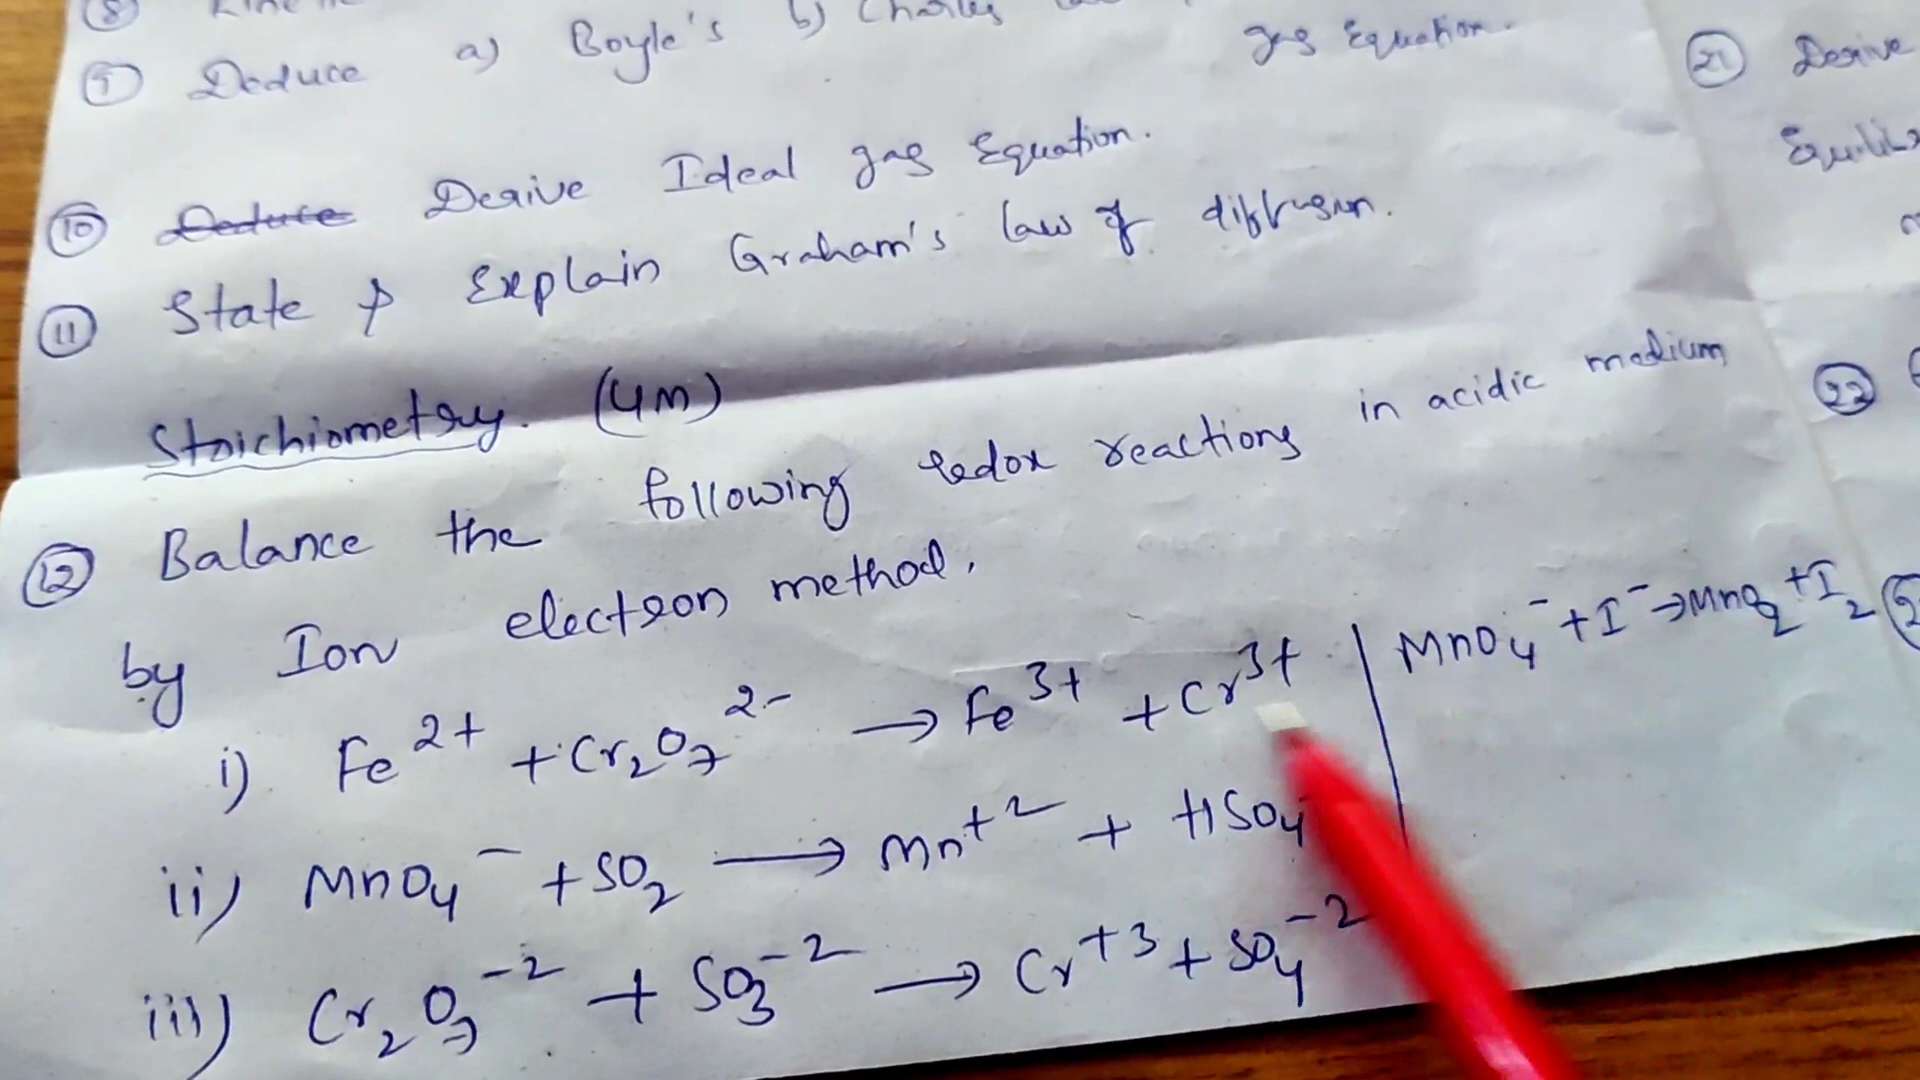 8
9 Deduce a) Boyle's b) Charles
gas Equation.
10 Deduce Derive Ideal gas Equation.
11 State & Explain Graham's law of diffusion.
Stoichiometry. (4M)
12 Balance the following redox reactions in acidic medium
by Ion electron method.
i) Fe²⁺ + Cr₂O₇²⁻ → Fe³⁺ + Cr³⁺ | MnO₄⁻ + I⁻ → MnO₂ + I₂
ii) MnO₄⁻ + SO₂ → Mn⁺² + HSO₄⁻
iii) Cr₂O₇⁻² + SO₃⁻² → Cr⁺³ + SO₄⁻²
21 Derive
22